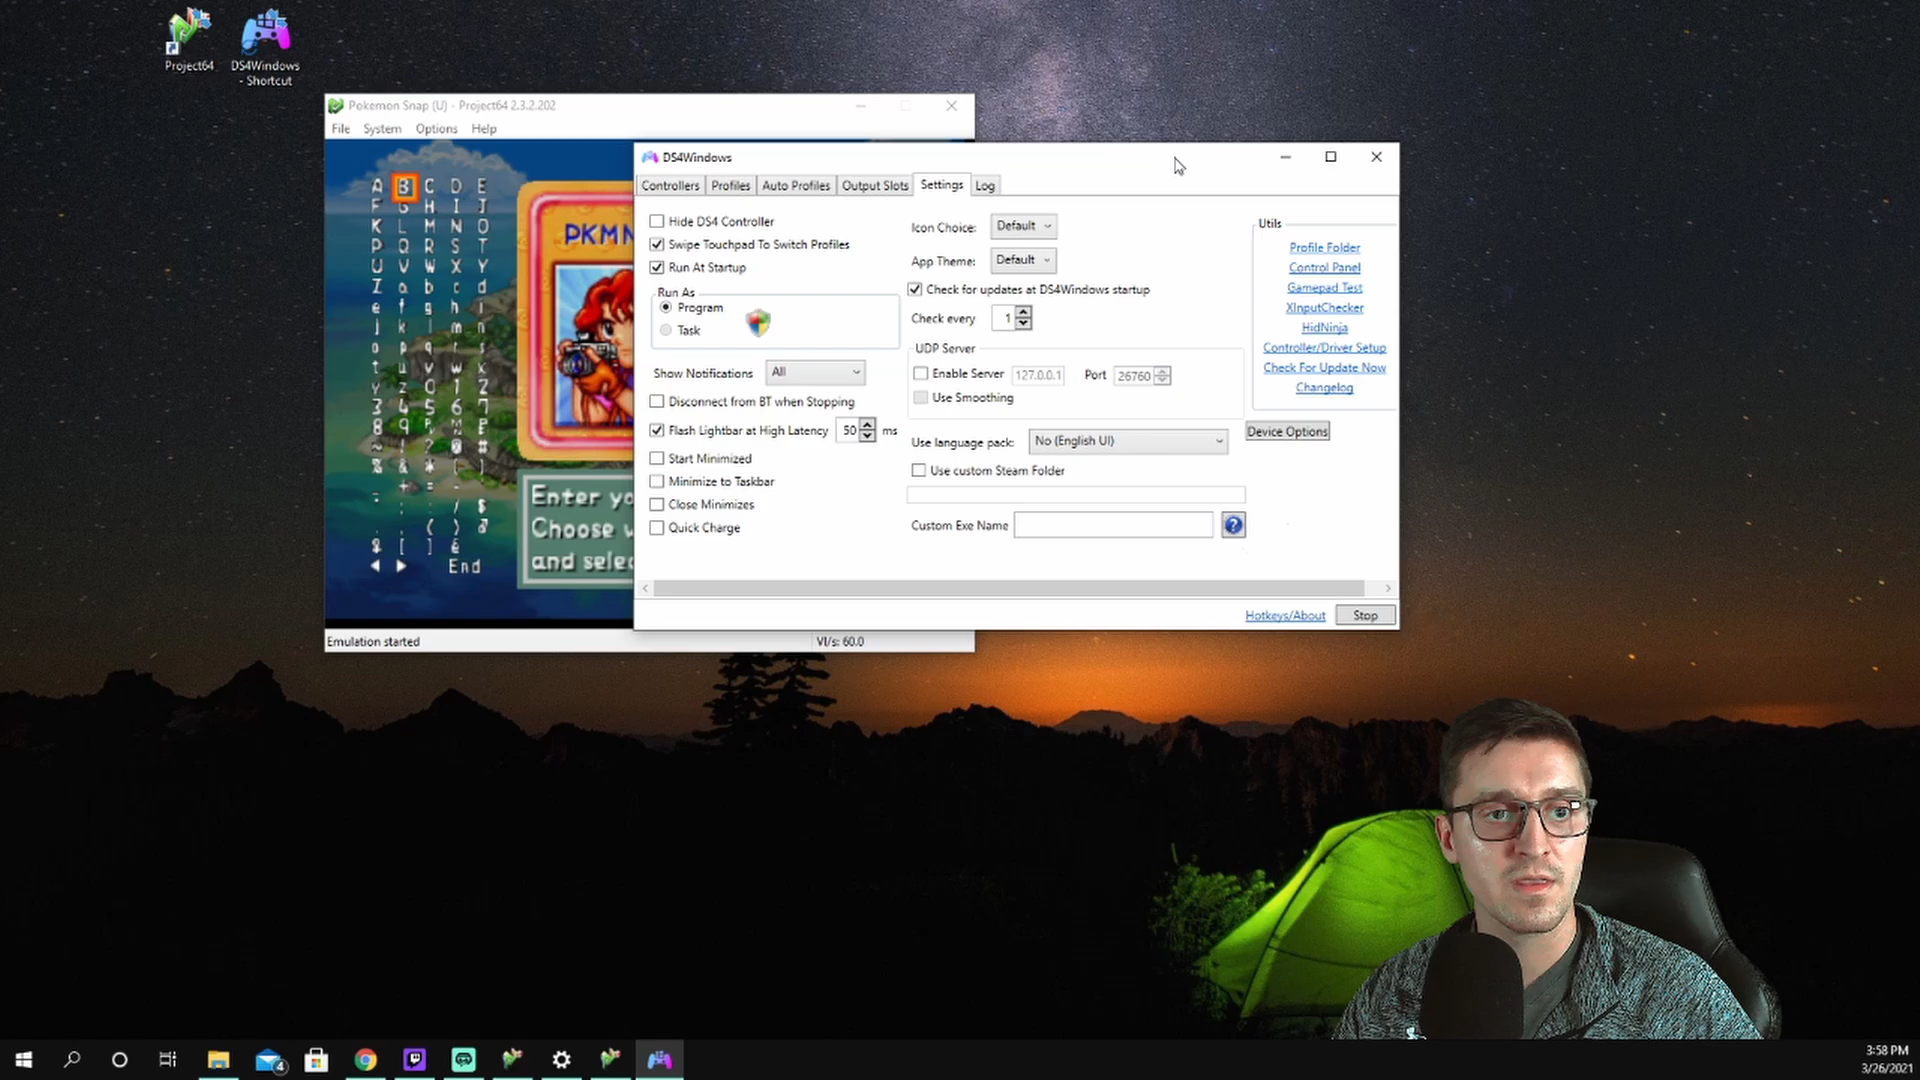 Project64
DS4Windows
- Shortcut
Pokemon Snap (U) - Project64 2.3.2.202
File System Options Help
A B C D E
F G H I J
K L M N O
P Q R S T
U V W X Y
End
PKMN
Enter yo
Choose w
and selec
Emulation started
VI/s: 60.0
DS4Windows
Controllers Profiles Auto Profiles Output Slots Settings Log
Hide DS4 Controller
Swipe Touchpad To Switch Profiles
Run At Startup
Run As
Program
Task
Show Notifications All
Disconnect from BT when Stopping
Flash Lightbar at High Latency 50 ms
Start Minimized
Minimize to Taskbar
Close Minimizes
Quick Charge
Icon Choice: Default
App Theme: Default
Check for updates at DS4Windows startup
Check every 1
UDP Server
Enable Server 127.0.0.1 Port 26760
Use Smoothing
Use language pack: No (English UI)
Use custom Steam Folder
Custom Exe Name
?
Utils
Profile Folder
Control Panel
Gamepad Test
XInputChecker
HidNinja
Controller/Driver Setup
Check For Update Now
Changelog
Device Options
Hotkeys/About Stop
4
3:58 PM
3/26/2021